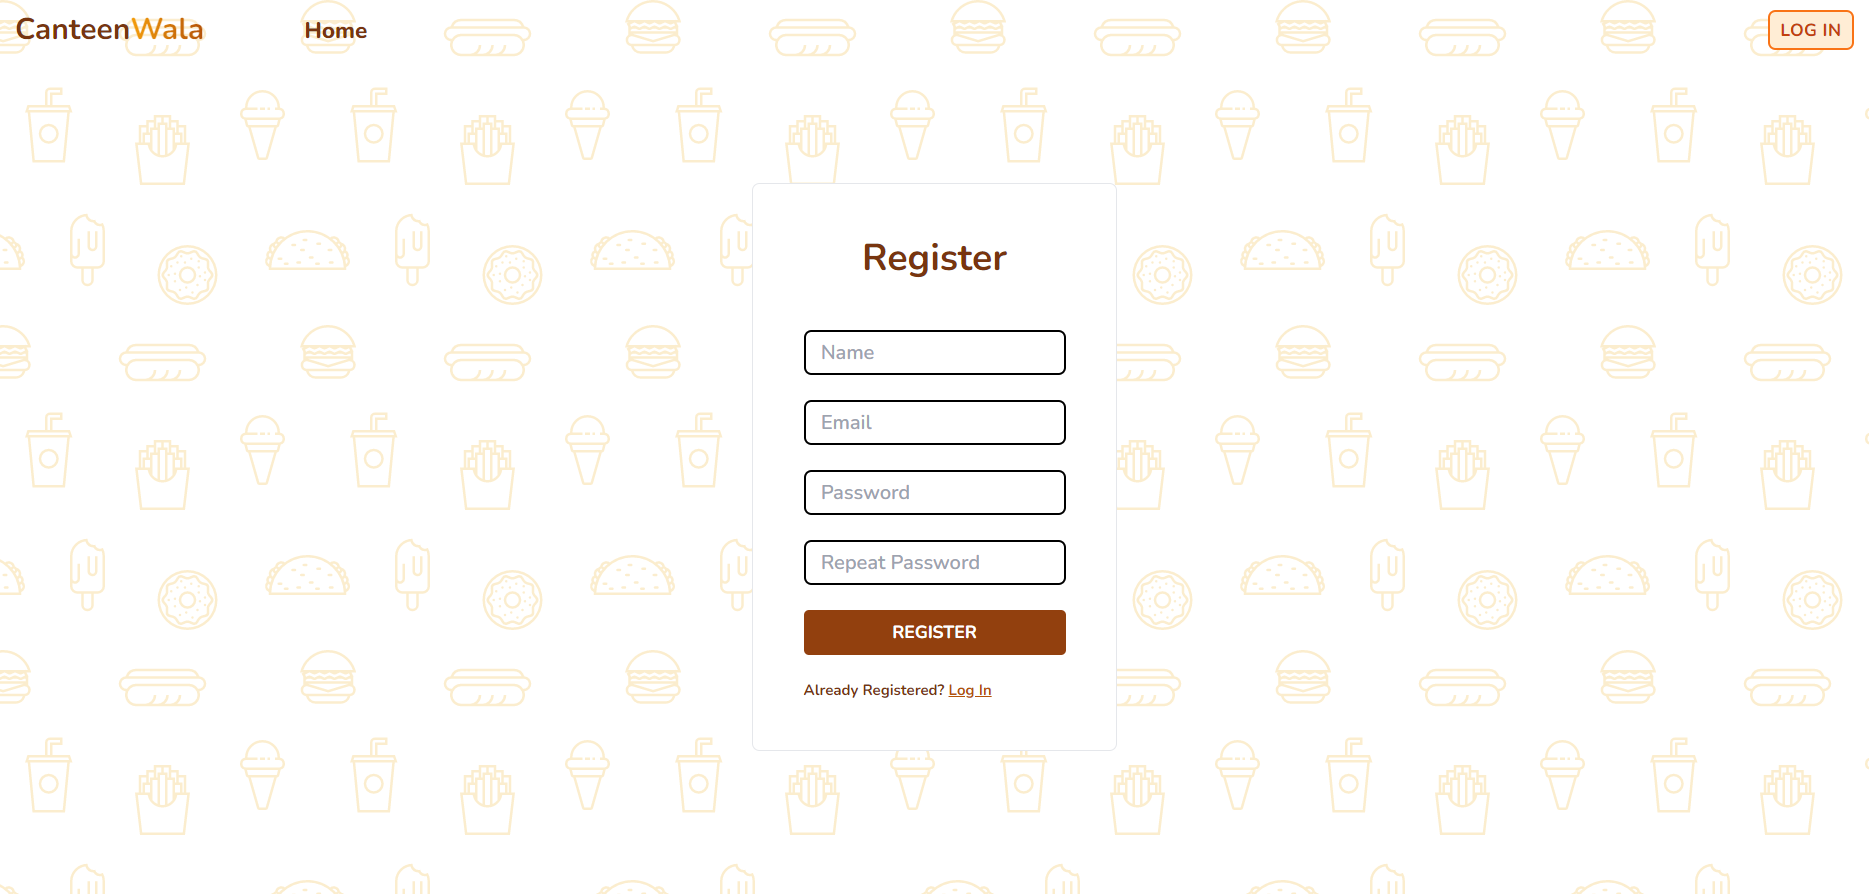 CanteenWala
Home
LOG IN
Register
Name
Email
Password
Repeat Password
REGISTER
Already Registered? Log In